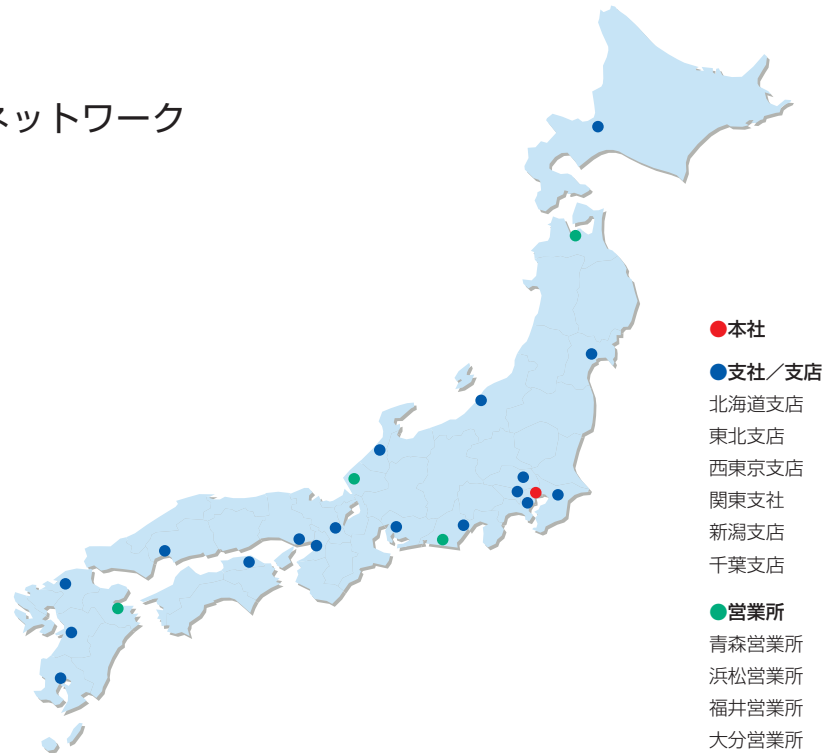 ネットワーク
●本社
●支社／支店
北海道支店
東北支店
西東京支店
関東支社
新潟支店
千葉支店
●営業所
青森営業所
浜松営業所
福井営業所
大分営業所